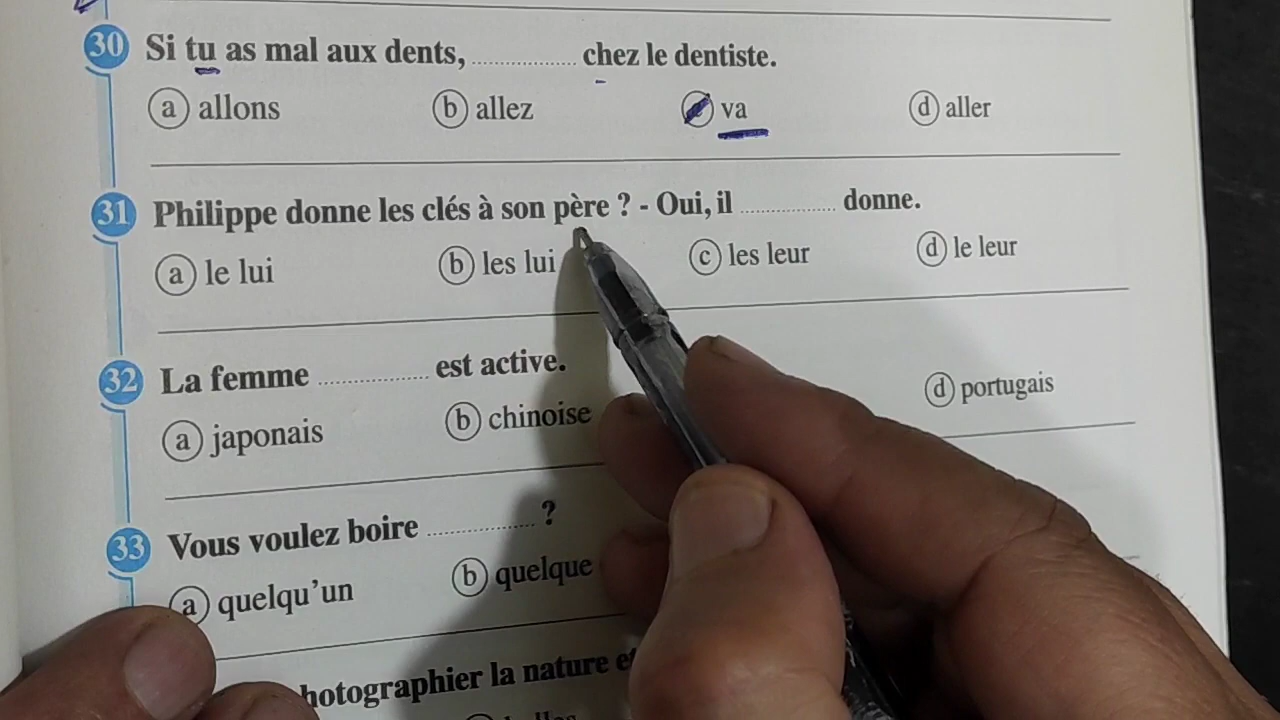 30 Si tu as mal aux dents, ................ chez le dentiste.
a allons b allez va d aller
31 Philippe donne les clés à son père ? - Oui, il ................ donne.
a le lui b les lui c les leur d le leur
32 La femme ................ est active.
a japonais b chinoise d portugais
33 Vous voulez boire ................ ?
a quelqu'un b quelque
hotographier la nature et